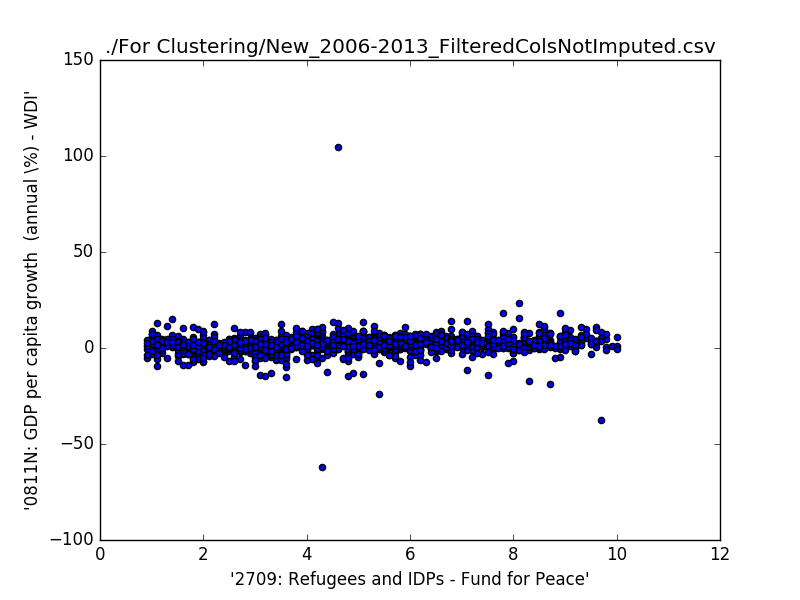 ./For Clustering/New_2006-2013_FilteredColsNotImputed.csv
150
100
50
0
−50
−100
0 2 4 6 8 10 12
'0811N: GDP per capita growth  (annual \%) - WDI'
'2709: Refugees and IDPs - Fund for Peace'